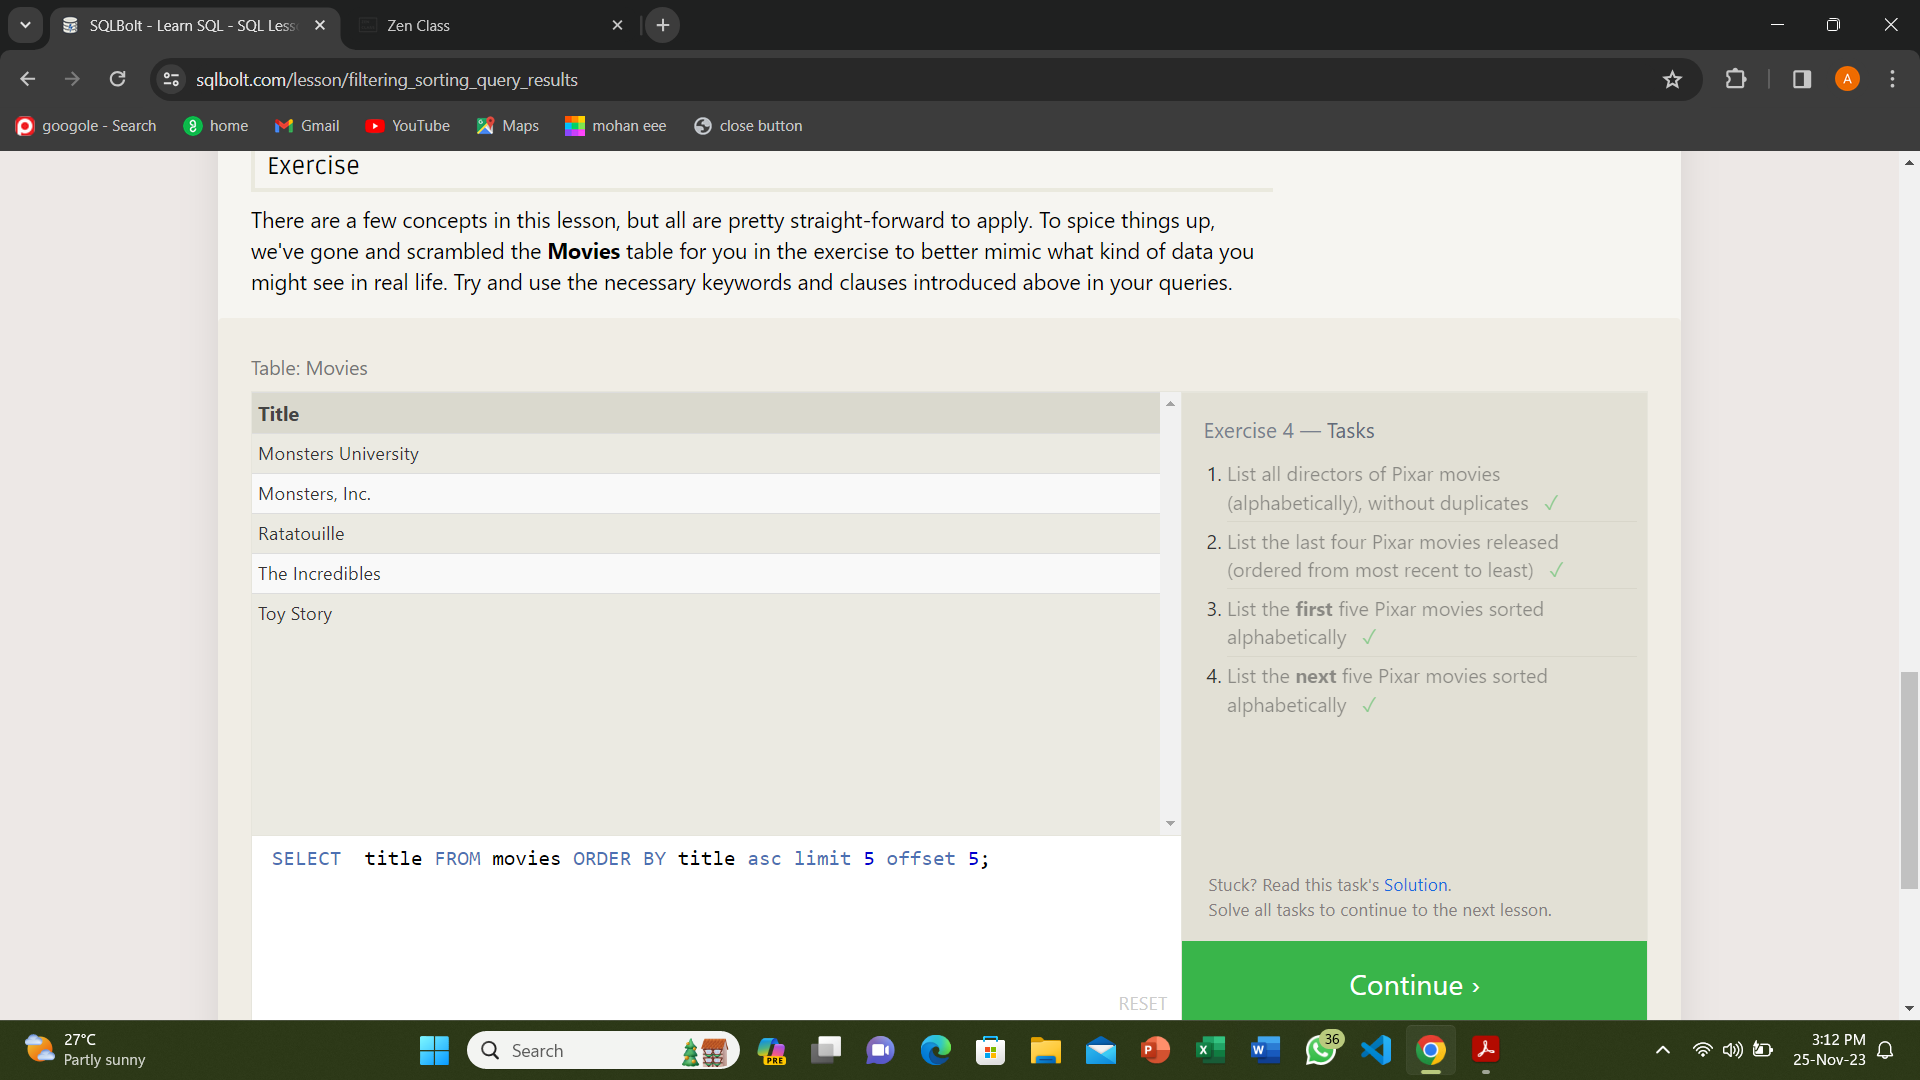 SQLBolt - Learn SQL - SQL Less
Zen Class
sqlbolt.com/lesson/filtering_sorting_query_results
A
googole - Search
home
Gmail
YouTube
Maps
mohan eee
close button
Exercise
There are a few concepts in this lesson, but all are pretty straight-forward to apply. To spice things up,
we've gone and scrambled the Movies table for you in the exercise to better mimic what kind of data you
might see in real life. Try and use the necessary keywords and clauses introduced above in your queries.
Table: Movies
Title
Monsters University
Monsters, Inc.
Ratatouille
The Incredibles
Toy Story
SELECT  title FROM movies ORDER BY title asc limit 5 offset 5;
RESET
Exercise 4 — Tasks
1. List all directors of Pixar movies
(alphabetically), without duplicates ✓
2. List the last four Pixar movies released
(ordered from most recent to least) ✓
3. List the first five Pixar movies sorted
alphabetically ✓
4. List the next five Pixar movies sorted
alphabetically ✓
Stuck? Read this task's Solution.
Solve all tasks to continue to the next lesson.
Continue ›
27°C
Partly sunny
Search
PRE
36
3:12 PM
25-Nov-23